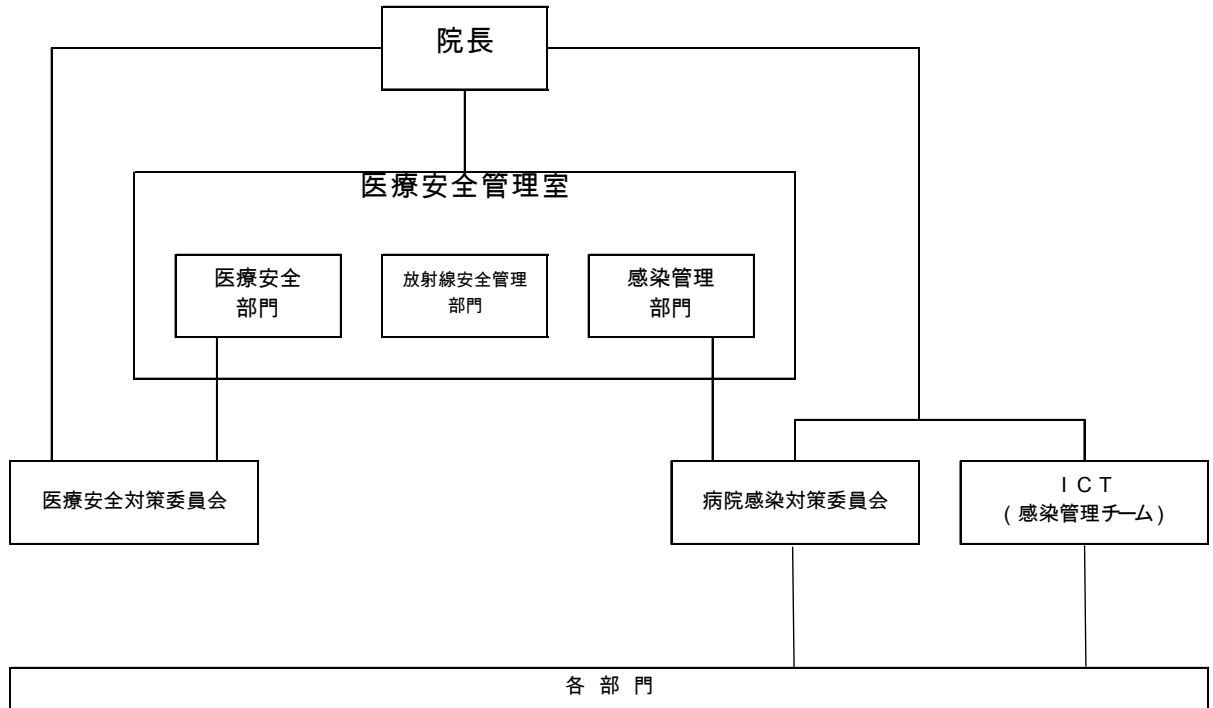 院長
医療安全管理室
医療安全
部門
放射線安全管理
部門
感染管理
部門
医療安全対策委員会
病院感染対策委員会
ＩＣＴ
(感染管理チーム)
各 部 門